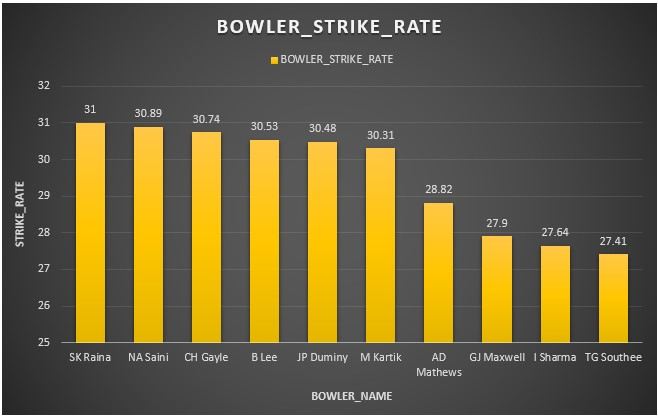 BOWLER_STRIKE_RATE
BOWLER_STRIKE_RATE
32
31
30
29
28
27
26
25
STRIKE_RATE
31
30.89
30.74
30.53
30.48
30.31
28.82
27.9
27.64
27.41
SK Raina
NA Saini
CH Gayle
B Lee
JP Duminy
M Kartik
AD
Mathews
GJ Maxwell
I Sharma
TG Southee
BOWLER_NAME